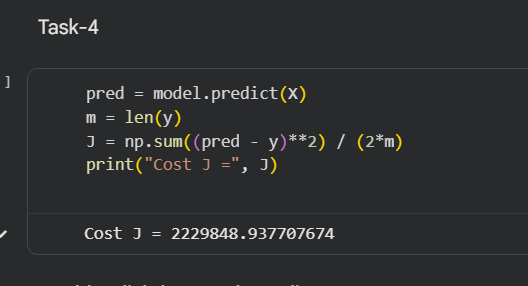 Task-4
]
pred = model.predict(X)
m = len(y)
J = np.sum((pred - y)**2) / (2*m)
print("Cost J =", J)
Cost J = 2229848.937707674